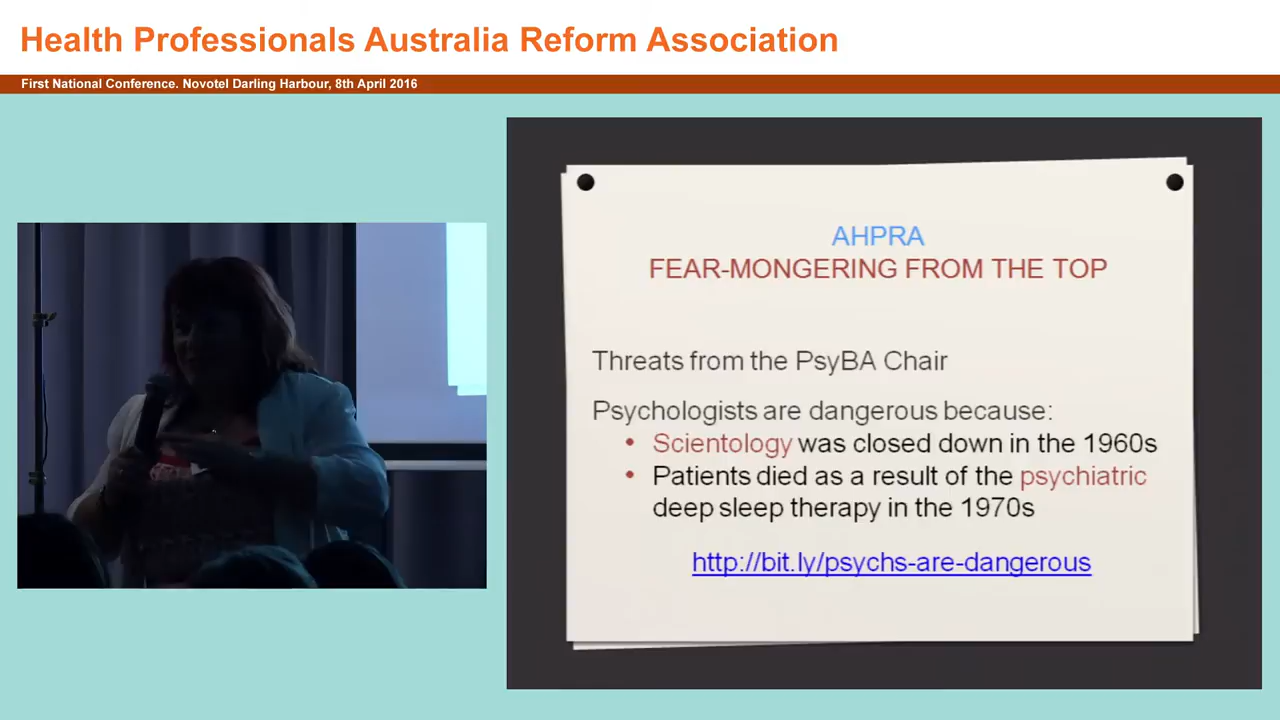 Health Professionals Australia Reform Association
First National Conference. Novotel Darling Harbour, 8th April 2016
AHPRA
FEAR-MONGERING FROM THE TOP
Threats from the PsyBA Chair
Psychologists are dangerous because:
• Scientology was closed down in the 1960s
• Patients died as a result of the psychiatric
deep sleep therapy in the 1970s
http://bit.ly/psychs-are-dangerous